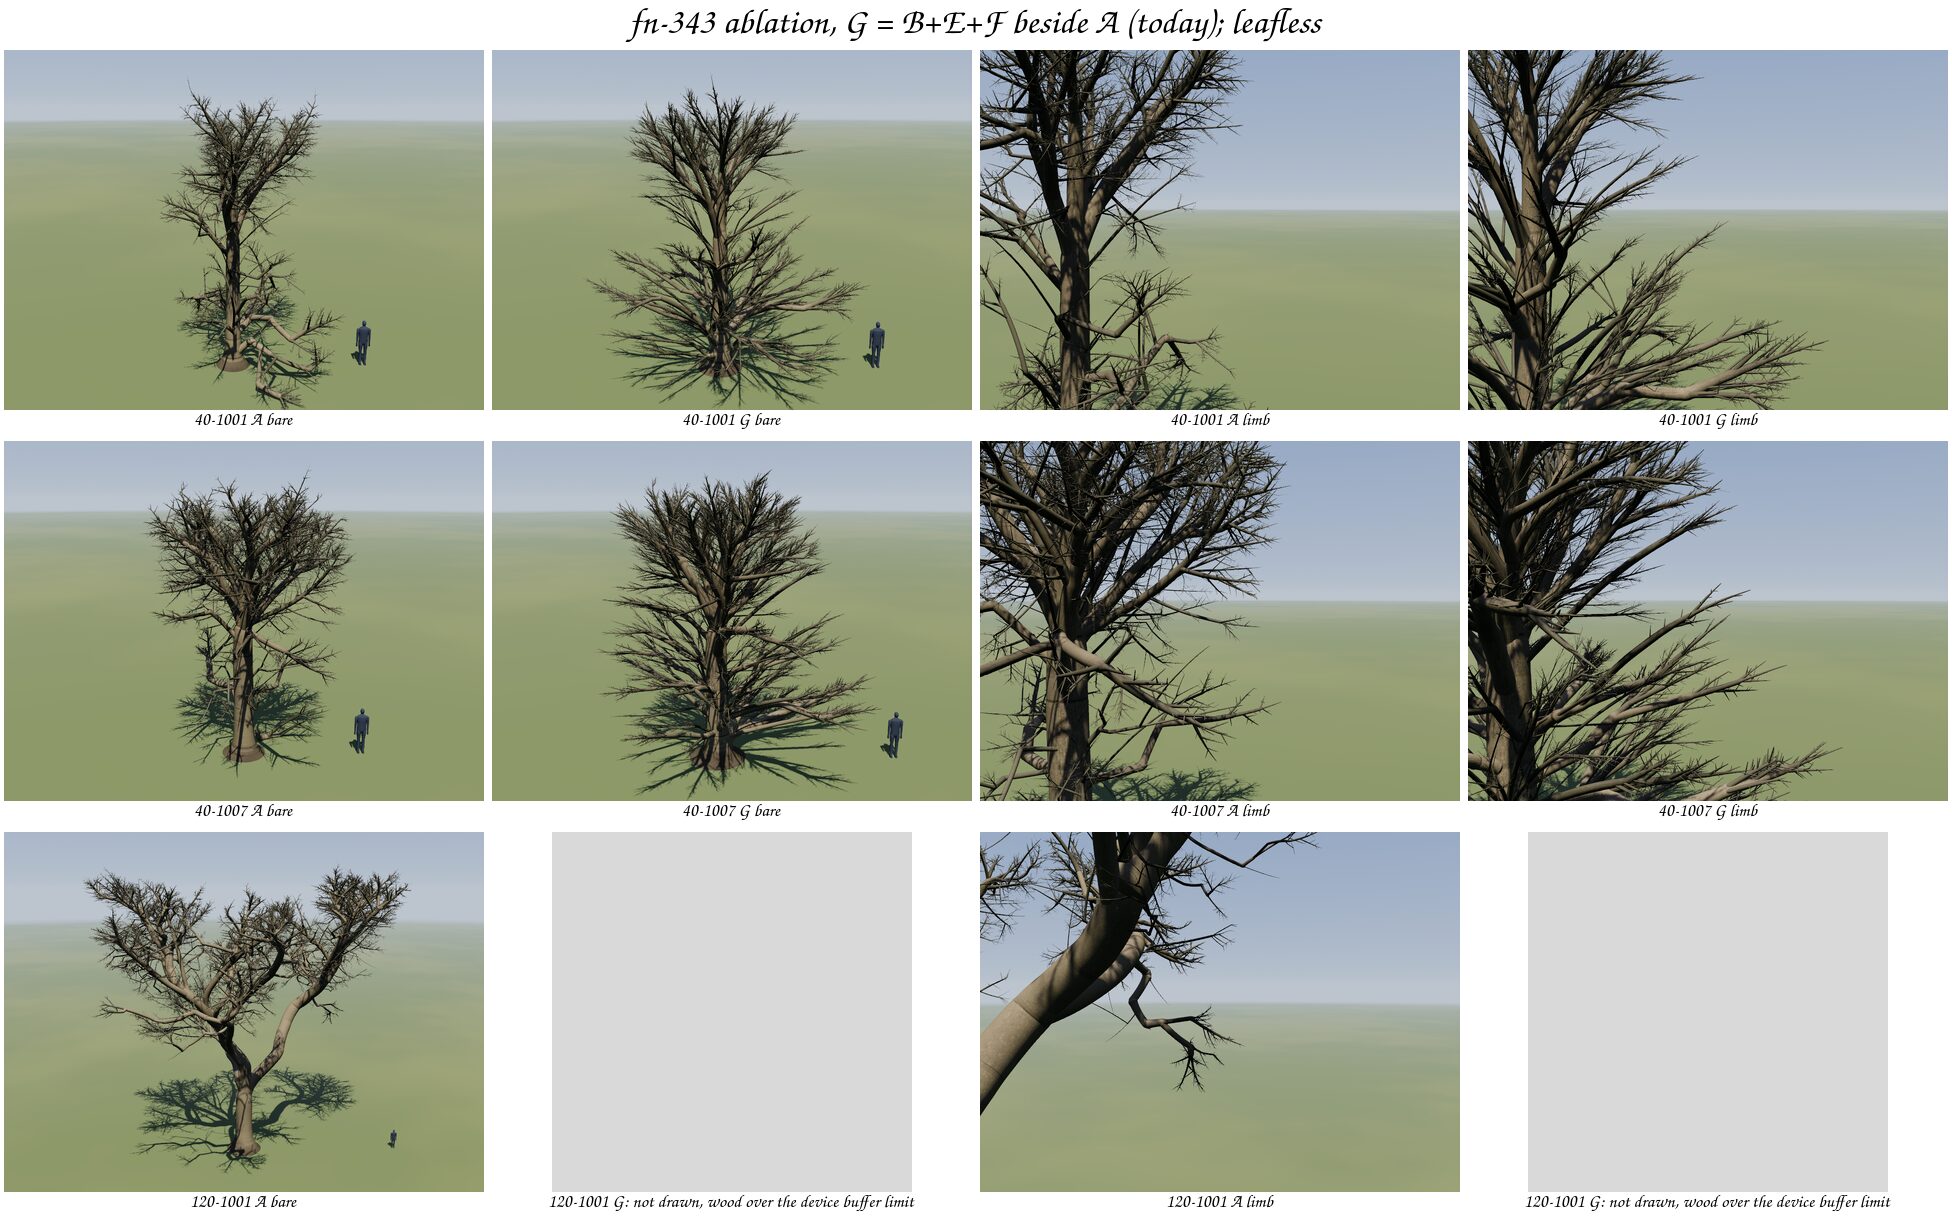 fn-343 ablation, G = B+E+F beside A (today); leafless
40-1001 A bare
40-1001 G bare
40-1001 A limb
40-1001 G limb
40-1007 A bare
40-1007 G bare
40-1007 A limb
40-1007 G limb
120-1001 A bare
120-1001 G: not drawn, wood over the device buffer limit
120-1001 A limb
120-1001 G: not drawn, wood over the device buffer limit